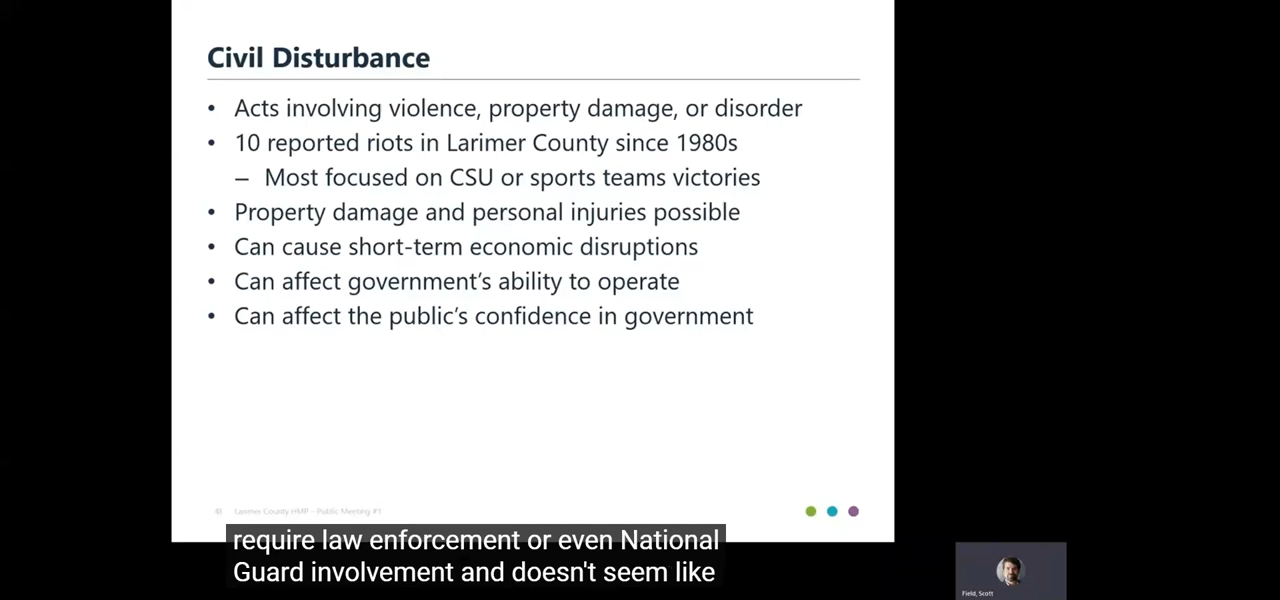 Civil Disturbance
• Acts involving violence, property damage, or disorder
• 10 reported riots in Larimer County since 1980s
– Most focused on CSU or sports teams victories
• Property damage and personal injuries possible
• Can cause short-term economic disruptions
• Can affect government's ability to operate
• Can affect the public's confidence in government
Larimer County HMP - Public Meeting #1
require law enforcement or even National
Guard involvement and doesn't seem like
Field, Scott